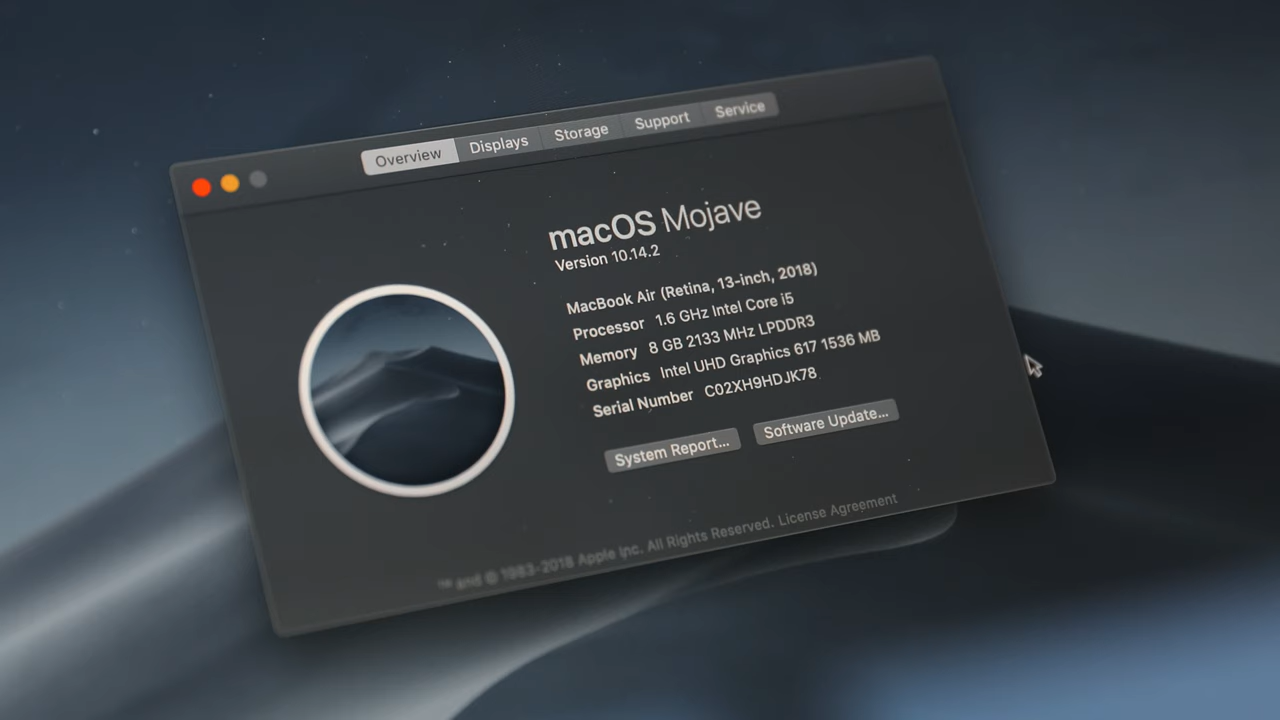 Overview Displays Storage Support Service
macOS Mojave
Version 10.14.2
MacBook Air (Retina, 13-inch, 2018)
Processor 1.6 GHz Intel Core i5
Memory 8 GB 2133 MHz LPDDR3
Graphics Intel UHD Graphics 617 1536 MB
Serial Number C02XH9HDJK78
System Report... Software Update...
™ and © 1983-2018 Apple Inc. All Rights Reserved. License Agreement